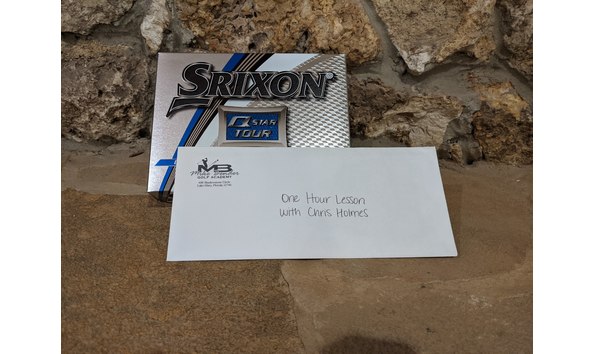 SRIXON
Q STAR
TOUR
MB
Mike Bender
GOLF ACADEMY
One Hour Lesson
with Chris Holmes